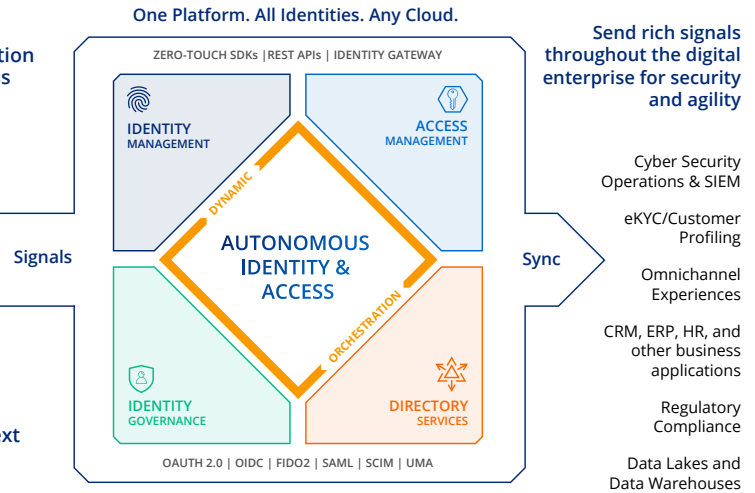 One Platform. All Identities. Any Cloud.
ZERO-TOUCH SDKs | REST APIs | IDENTITY GATEWAY
IDENTITY
MANAGEMENT
ACCESS
MANAGEMENT
DYNAMIC
AUTONOMOUS
IDENTITY &
ACCESS
ORCHESTRATION
IDENTITY
GOVERNANCE
DIRECTORY
SERVICES
OAUTH 2.0 | OIDC | FIDO2 | SAML | SCIM | UMA
Signals
Sync
Send rich signals
throughout the digital
enterprise for security
and agility
Cyber Security
Operations & SIEM
eKYC/Customer
Profiling
Omnichannel
Experiences
CRM, ERP, HR, and
other business
applications
Regulatory
Compliance
Data Lakes and
Data Warehouses